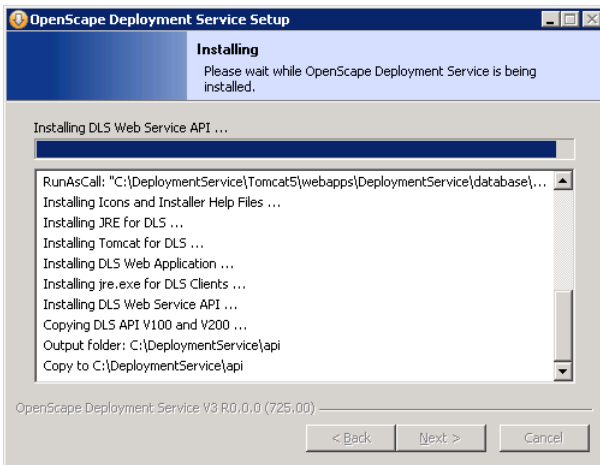 OpenScape Deployment Service Setup
Installing
Please wait while OpenScape Deployment Service is being
installed.
Installing DLS Web Service API ...
RunAsCall: "C:\DeploymentService\Tomcat5\webapps\DeploymentService\database\...
Installing Icons and Installer Help Files ...
Installing JRE for DLS ...
Installing Tomcat for DLS ...
Installing DLS Web Application ...
Installing jre.exe for DLS Clients ...
Installing DLS Web Service API ...
Copying DLS API V100 and V200 ...
Output folder: C:\DeploymentService\api
Copy to C:\DeploymentService\api
OpenScape Deployment Service V3 R0.0.0 (725.00)
< Back Next > Cancel